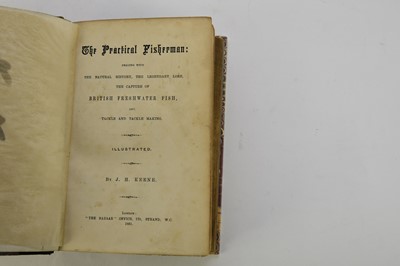 The Practical Fisherman:
DEALING WITH
THE NATURAL HISTORY, THE LEGENDARY LORE,
THE CAPTURE OF
BRITISH FRESHWATER FISH,
AND
TACKLE AND TACKLE MAKING.
ILLUSTRATED.
BY J. H. KEENE.
LONDON:
"THE BAZAAR" OFFICE, 170, STRAND, W.C.